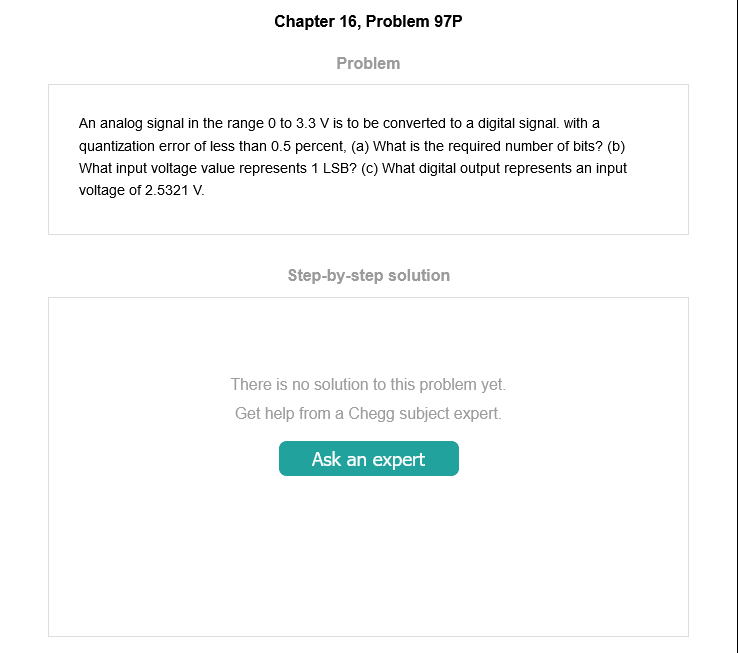 Chapter 16, Problem 97P
Problem
An analog signal in the range 0 to 3.3 V is to be converted to a digital signal. with a
quantization error of less than 0.5 percent, (a) What is the required number of bits? (b)
What input voltage value represents 1 LSB? (c) What digital output represents an input
voltage of 2.5321 V.
Step-by-step solution
There is no solution to this problem yet.
Get help from a Chegg subject expert.
Ask an expert